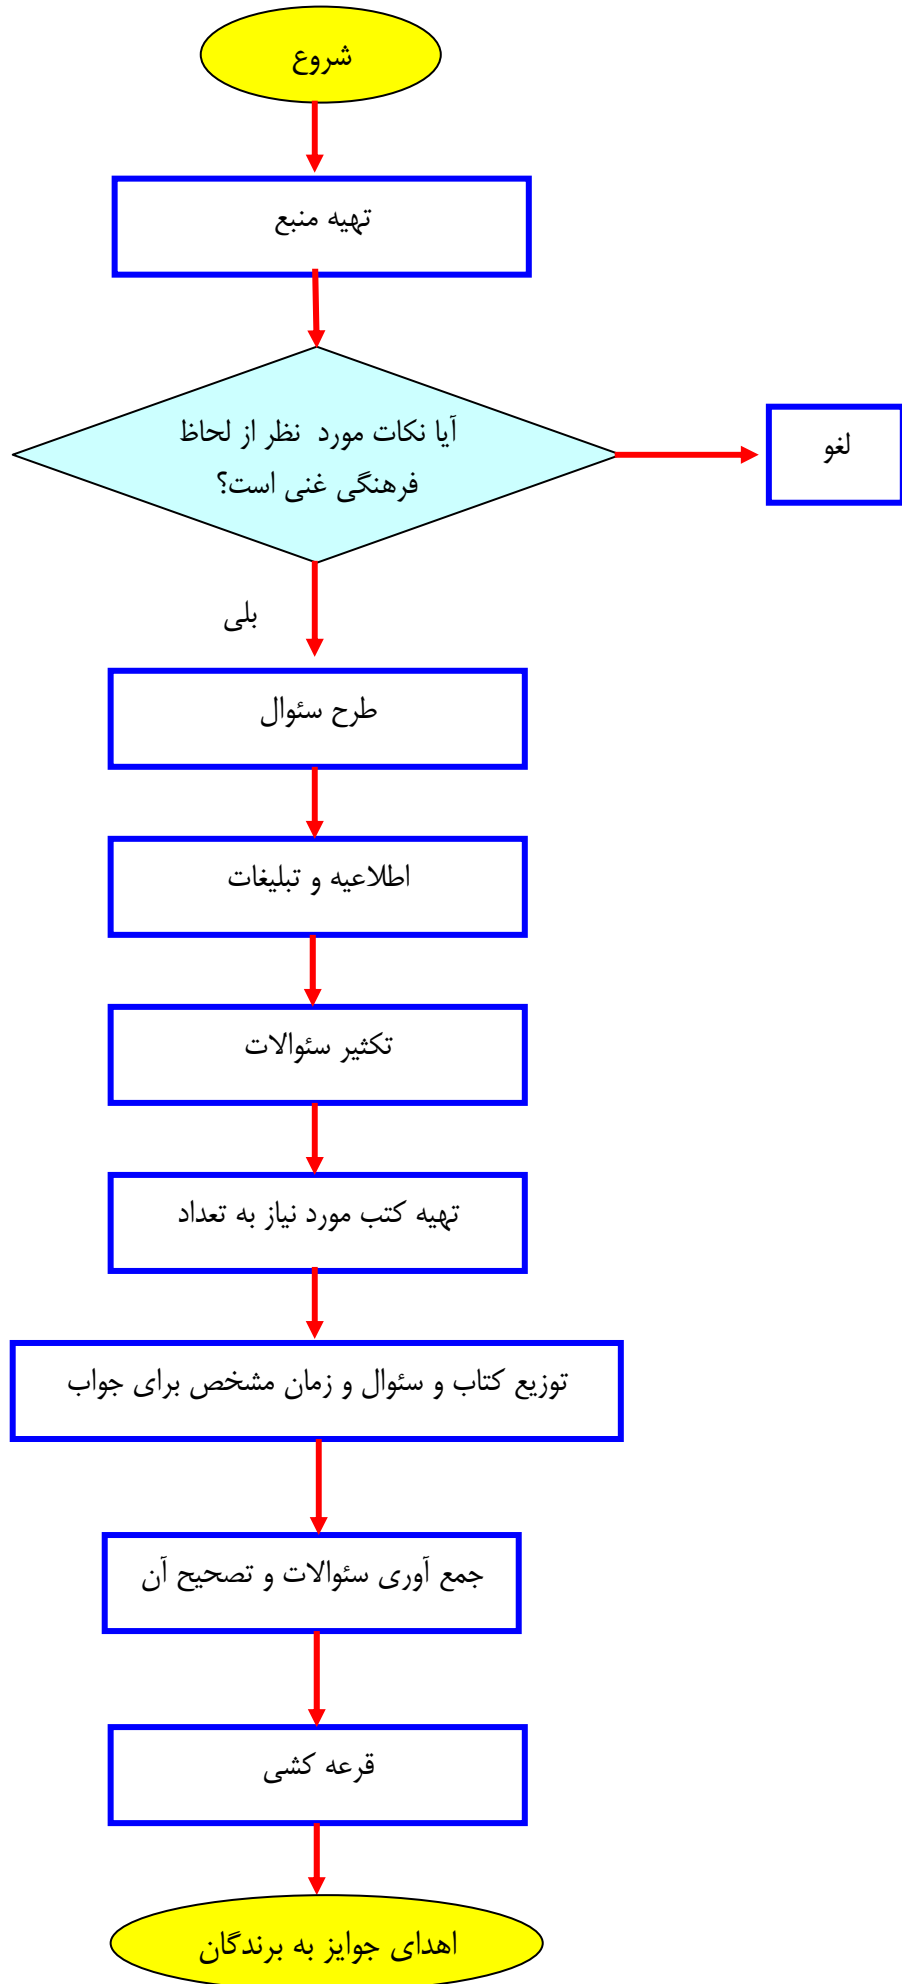 شروع
تهیه منبع
آیا نکات مورد نظر از لحاظ
فرهنگی غنی است؟
لغو
بلی
طرح سئوال
اطلاعیه و تبلیغات
تکثیر سئوالات
تهیه کتب مورد نیاز به تعداد
توزیع کتاب و سئوال و زمان مشخص برای جواب
جمع آوری سئوالات و تصحیح آن
قرعه کشی
اهدای جوایز به برندگان